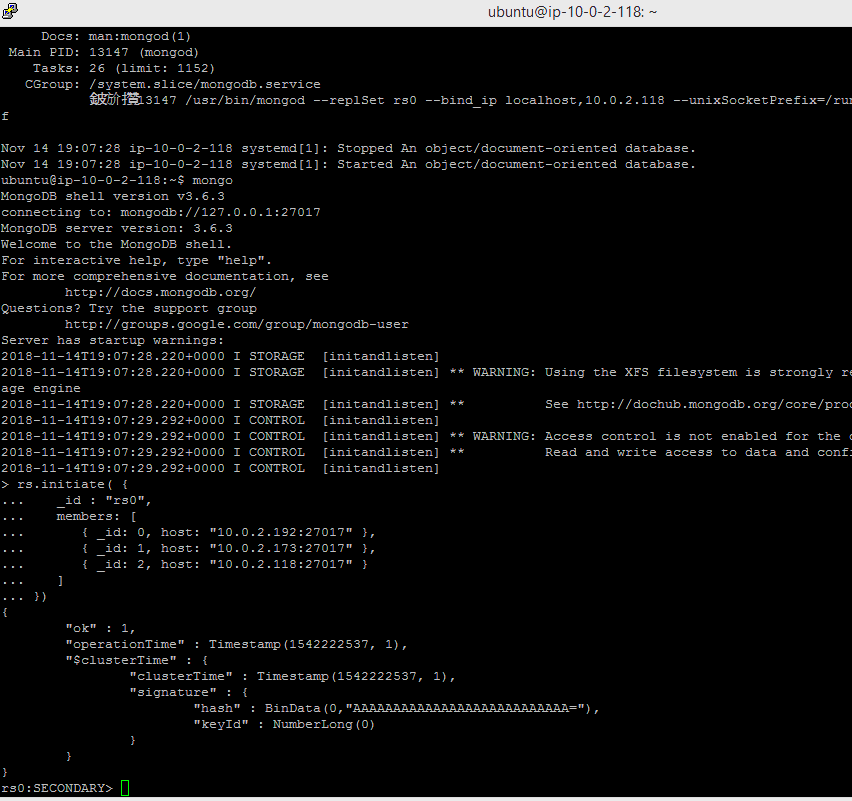 ubuntu@ip-10-0-2-118: ~
Docs: man:mongod(1)
Main PID: 13147 (mongod)
Tasks: 26 (limit: 1152)
CGroup: /system.slice/mongodb.service
13147 /usr/bin/mongod --replSet rs0 --bind_ip localhost,10.0.2.118 --unixSocketPrefix=/run
f
Nov 14 19:07:28 ip-10-0-2-118 systemd[1]: Stopped An object/document-oriented database.
Nov 14 19:07:28 ip-10-0-2-118 systemd[1]: Started An object/document-oriented database.
ubuntu@ip-10-0-2-118:~$ mongo
MongoDB shell version v3.6.3
connecting to: mongodb://127.0.0.1:27017
MongoDB server version: 3.6.3
Welcome to the MongoDB shell.
For interactive help, type "help".
For more comprehensive documentation, see
http://docs.mongodb.org/
Questions? Try the support group
http://groups.google.com/group/mongodb-user
Server has startup warnings:
2018-11-14T19:07:28.220+0000 I STORAGE  [initandlisten]
2018-11-14T19:07:28.220+0000 I STORAGE  [initandlisten] ** WARNING: Using the XFS filesystem is strongly re
age engine
2018-11-14T19:07:28.220+0000 I STORAGE  [initandlisten] **          See http://dochub.mongodb.org/core/proc
2018-11-14T19:07:29.292+0000 I CONTROL  [initandlisten]
2018-11-14T19:07:29.292+0000 I CONTROL  [initandlisten] ** WARNING: Access control is not enabled for the
2018-11-14T19:07:29.292+0000 I CONTROL  [initandlisten] **          Read and write access to data and confi
2018-11-14T19:07:29.292+0000 I CONTROL  [initandlisten]
> rs.initiate( {
...    _id : "rs0",
...    members: [
...       { _id: 0, host: "10.0.2.192:27017" },
...       { _id: 1, host: "10.0.2.173:27017" },
...       { _id: 2, host: "10.0.2.118:27017" }
...    ]
... })
{
"ok" : 1,
"operationTime" : Timestamp(1542222537, 1),
"$clusterTime" : {
"clusterTime" : Timestamp(1542222537, 1),
"signature" : {
"hash" : BinData(0,"AAAAAAAAAAAAAAAAAAAAAAAAAAA="),
"keyId" : NumberLong(0)
}
}
}
rs0:SECONDARY>